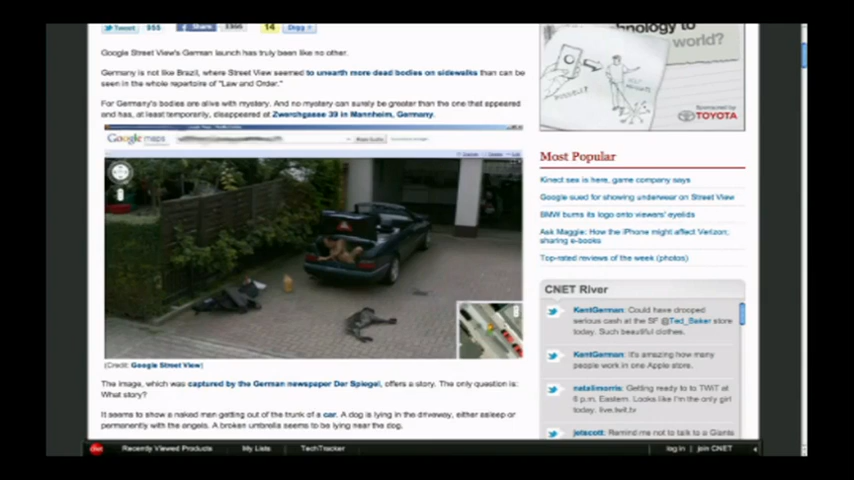 Tweet
955
Share
3366
14
Digg
Google Street View's German launch has truly been like no other.
Germany is not like Brazil, where Street View seemed to unearth more dead bodies on sidewalks than can be
seen in the whole repertoire of "Law and Order."
For Germany's bodies are alive with mystery. And no mystery can surely be greater than the one that appeared
and has, at least temporarily, disappeared at Zwerchgasse 39 in Mannheim, Germany.
Google maps
(Credit: Google Street View)
The image, which was captured by the German newspaper Der Spiegel, offers a story. The only question is:
What story?
It seems to show a naked man getting out of the trunk of a car. A dog is lying in the driveway, either asleep or
permanently with the angels. A broken umbrella seems to be lying near the dog.
technology to
world?
Sponsored by
TOYOTA
Most Popular
Kinect sex is here, game company says
Google sued for showing underwear on Street View
BMW burns its logo onto viewers' eyelids
Ask Maggie: How the iPhone might affect Verizon;
sharing e-books
Top-rated reviews of the week (photos)
CNET River
KentGerman: Could have dropped
serious cash at the SF @Ted_Baker store
today. Such beautiful clothes.
KentGerman: It's amazing how many
people work in one Apple store.
natalimorris: Getting ready to to TWiT at
6 p.m. Eastern. Looks like I'm the only girl
today. live.twit.tv
jetscott: Remind me not to talk to a Giants
cnet
Recently Viewed Products
My Lists
TechTracker
log in
join CNET